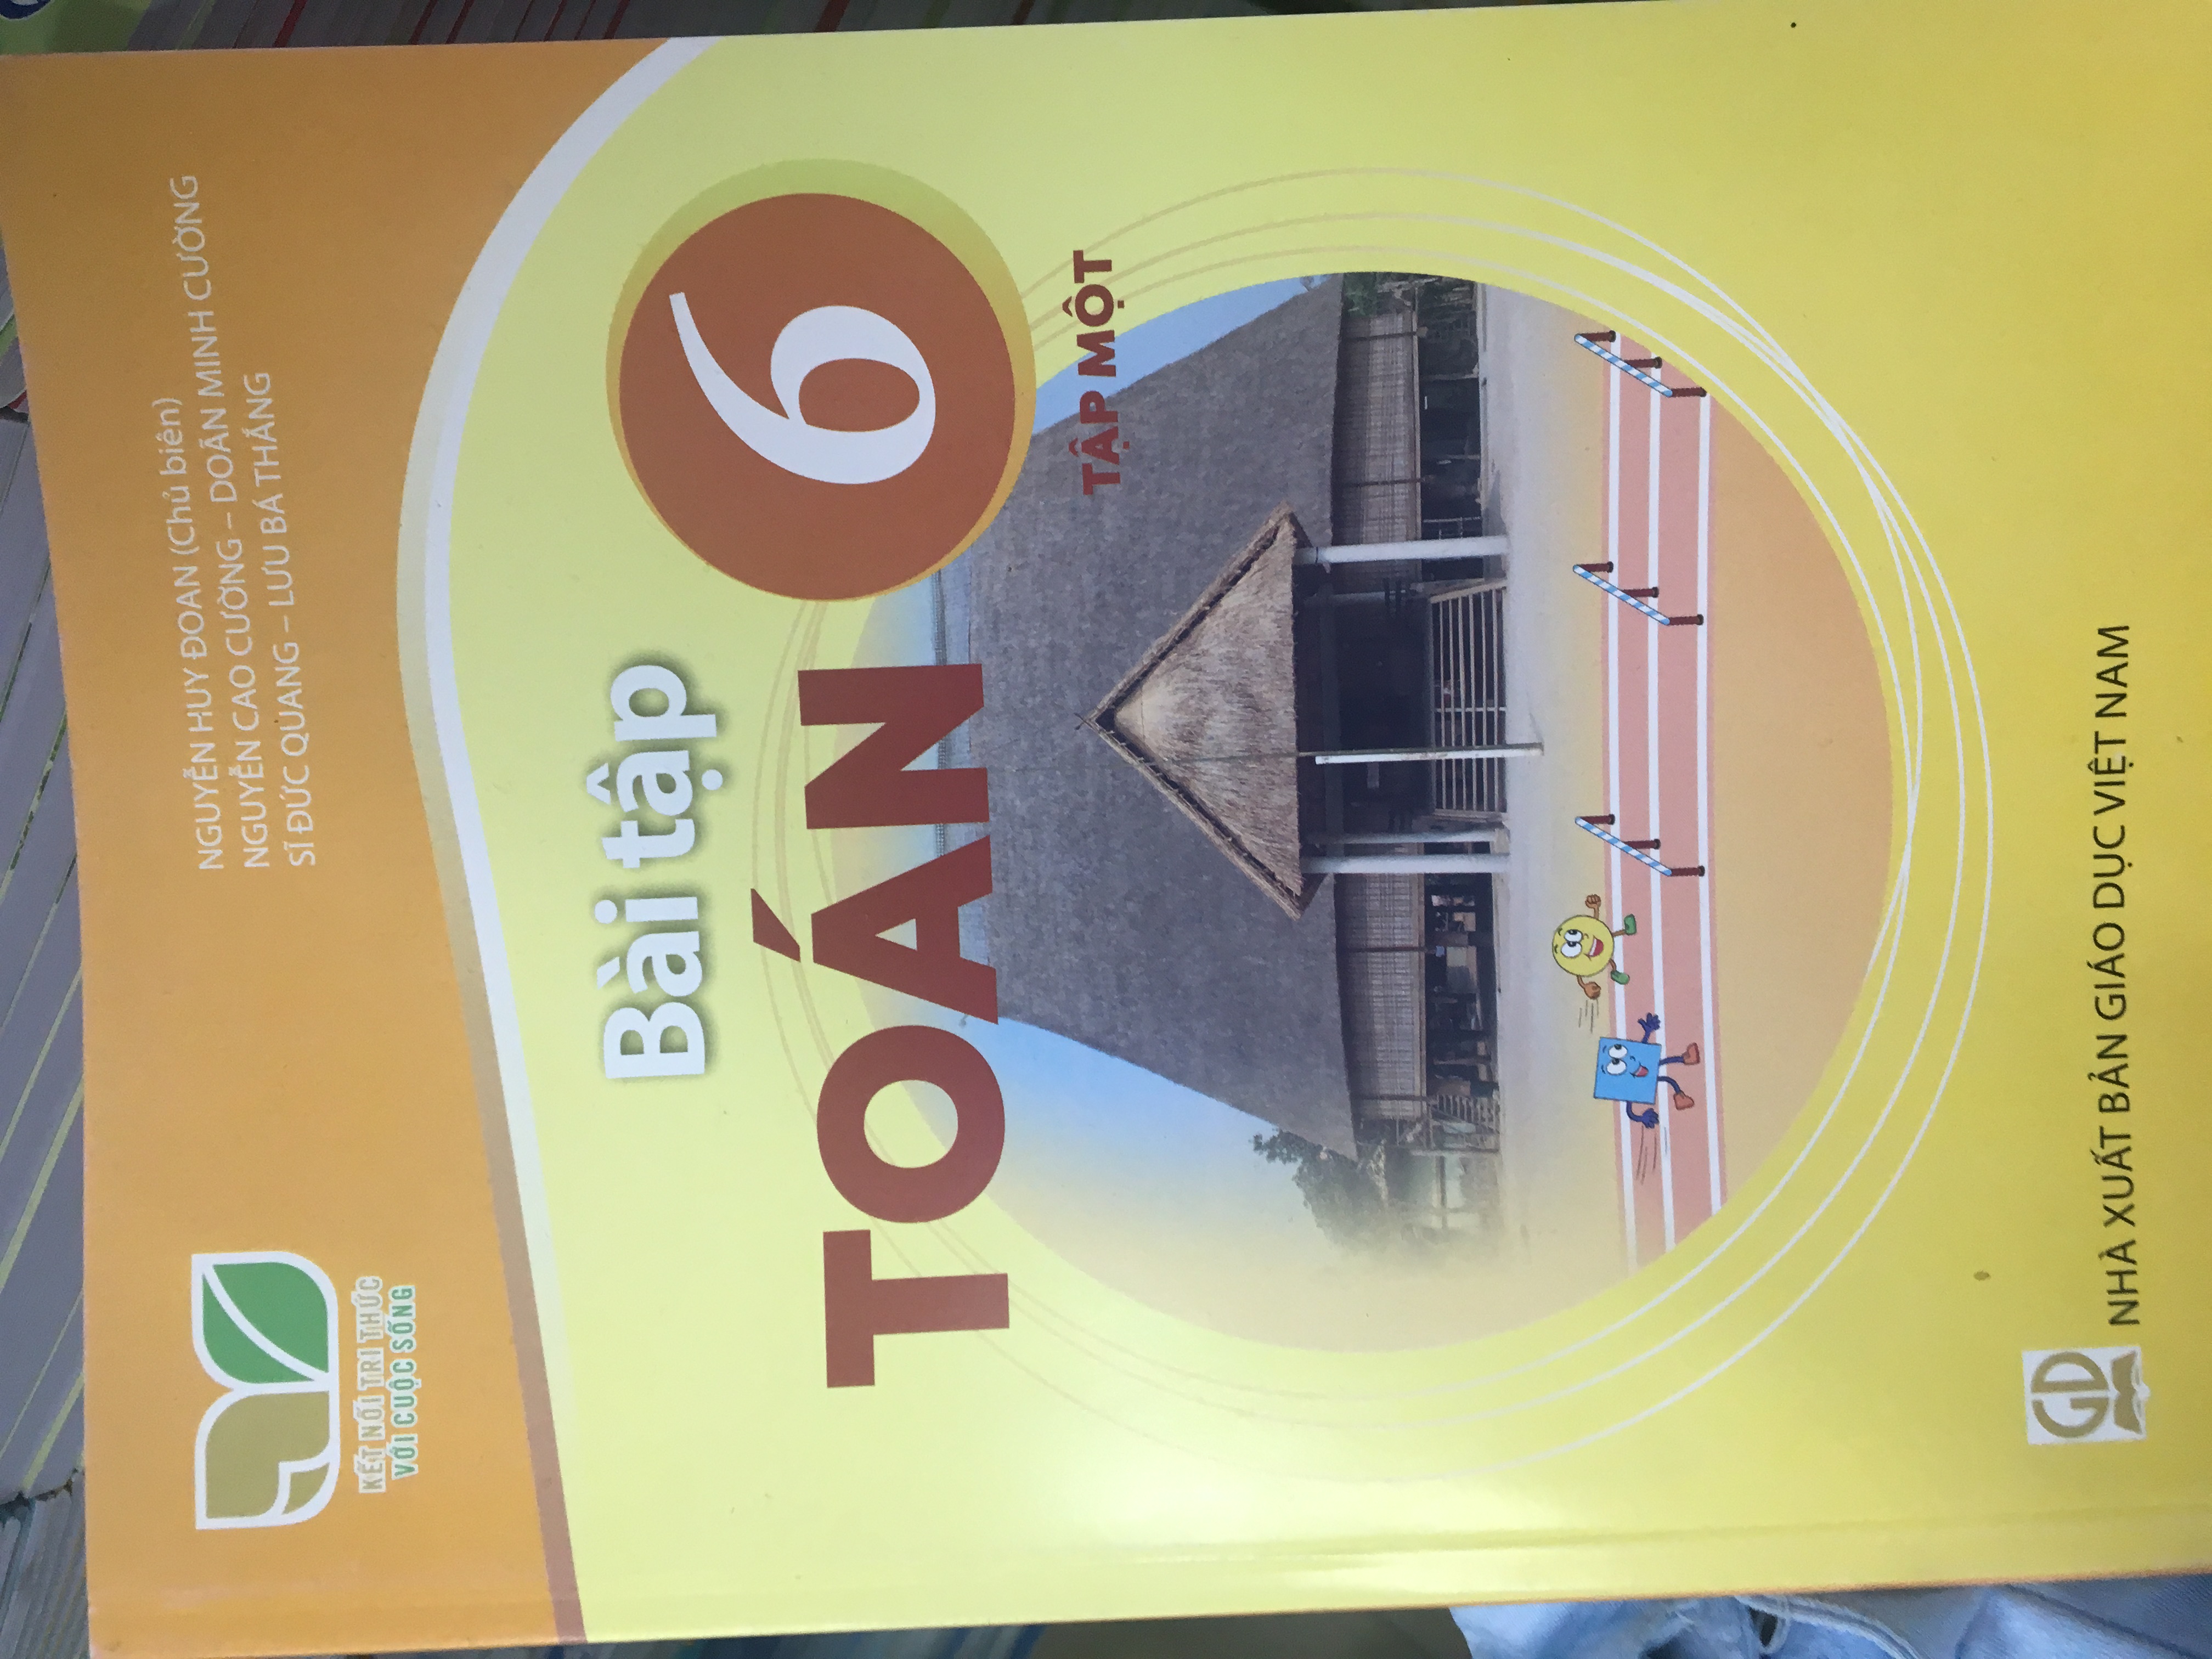 NGUYỄN HUY ĐOAN (Chủ biên)
NGUYỄN CAO CƯỜNG – DOÃN MINH CƯỜNG
SĨ ĐỨC QUANG – LƯU BÁ THẮNG
KẾT NỐI TRI THỨC
VỚI CUỘC SỐNG
Bài tập
TOÁN 6
TẬP MỘT
GD
NHÀ XUẤT BẢN GIÁO DỤC VIỆT NAM